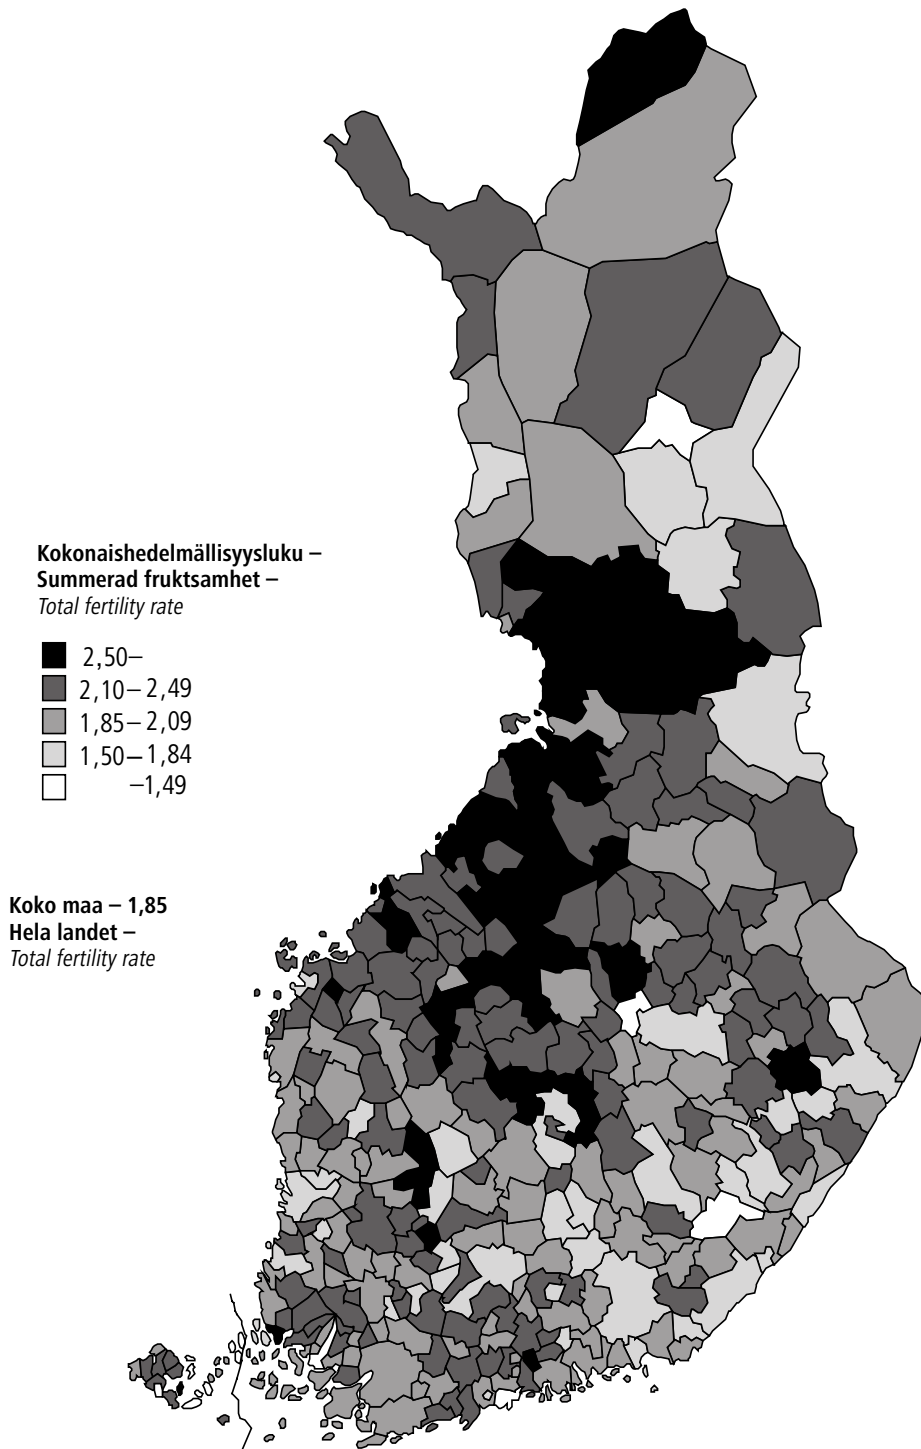 Kokonaishedelmällisyysluku –
Summerad fruktsamhet –
Total fertility rate
2,50–
2,10– 2,49
1,85– 2,09
1,50– 1,84
–1,49
Koko maa – 1,85
Hela landet –
Total fertility rate